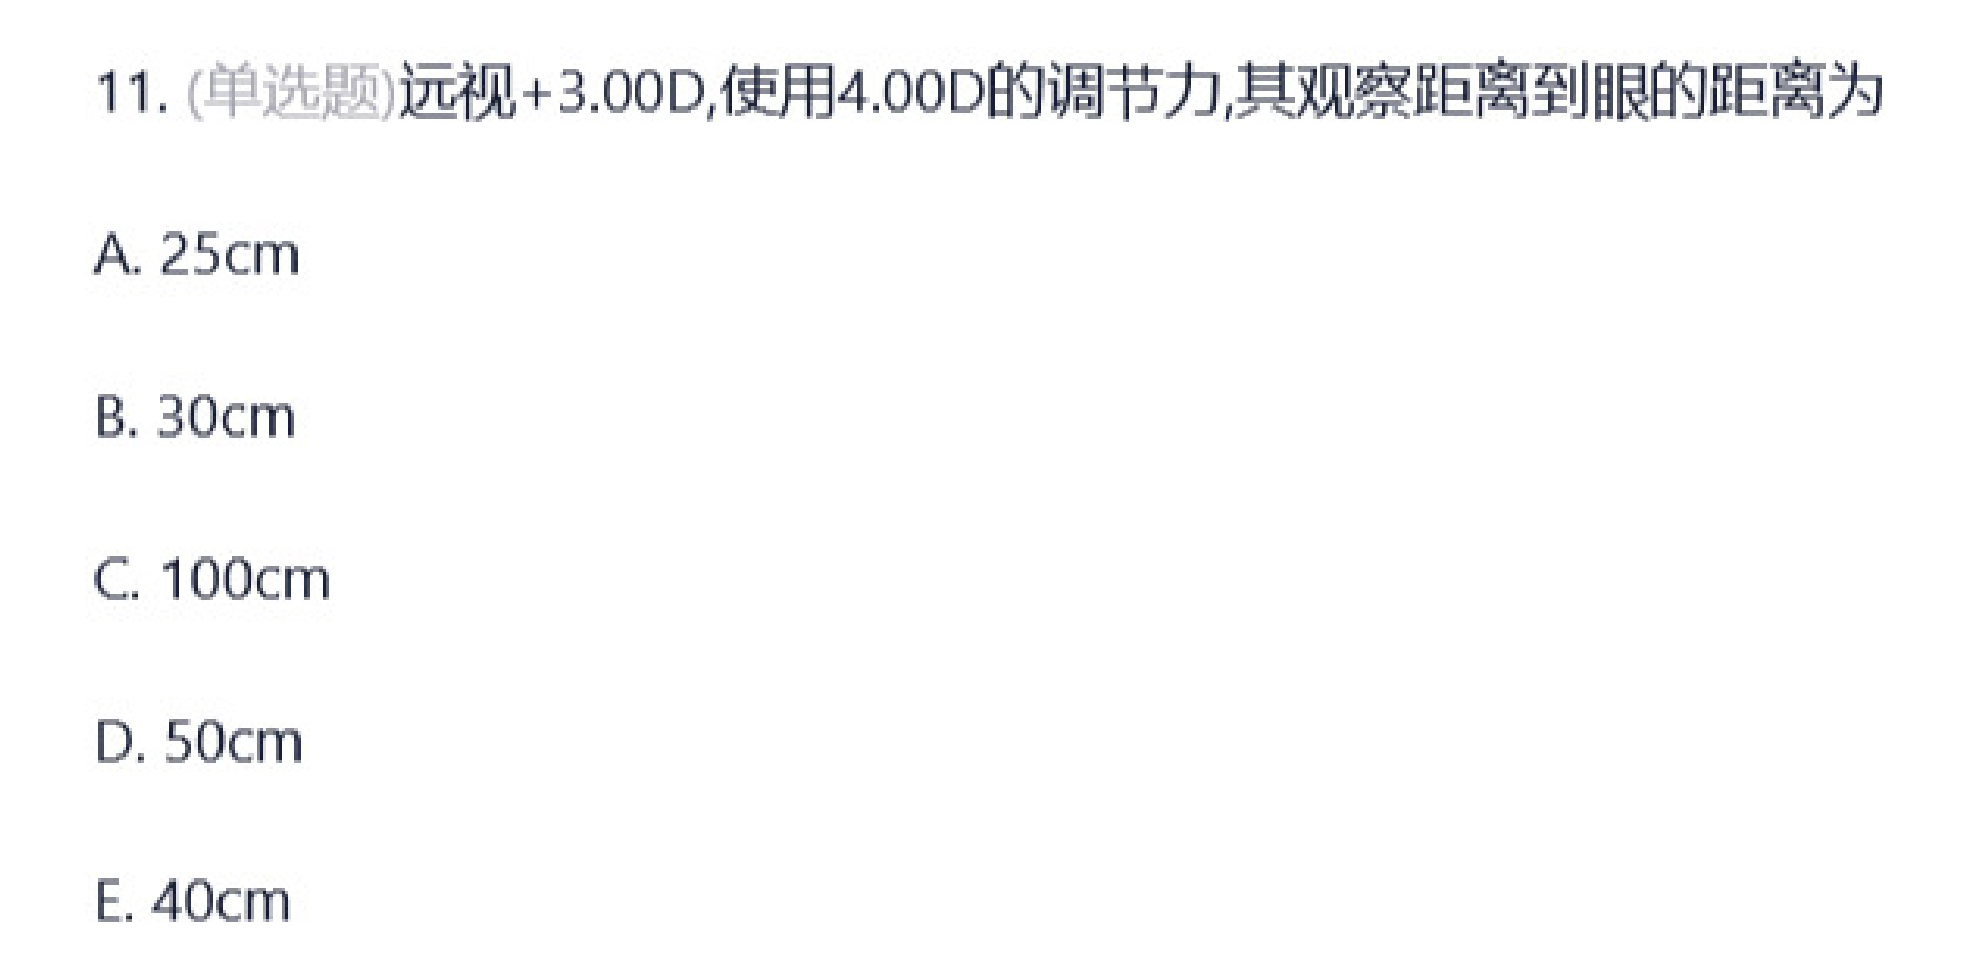 11. (单选题)远视+3.00D,使用4.00D的调节力,其观察距离到眼的距离为
A. 25cm
B. 30cm
C. 100cm
D. 50cm
E. 40cm